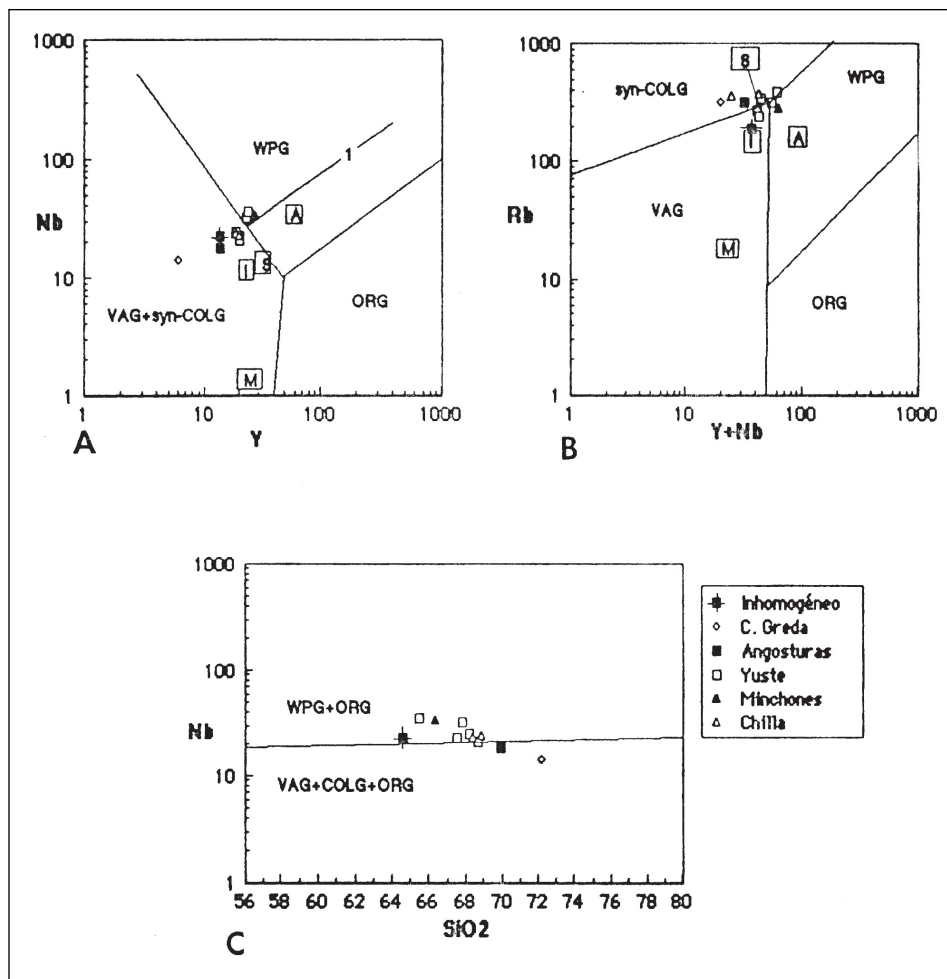 1000
100
10
1
Nb
WPG
1
A
I
S
M
VAG+syn-COLG
ORG
1
10
100
1000
Y
A
1000
100
10
1
Rb
syn-COLG
S
WPG
I
A
VAG
M
ORG
1
10
100
1000
Y+Nb
B
1000
100
10
1
Nb
WPG+ORG
VAG+COLG+ORG
56 58 60 62 64 66 68 70 72 74 76 78 80
SiO2
C
Inhomogéneo
C. Greda
Angosturas
Yuste
Minchones
Chilla